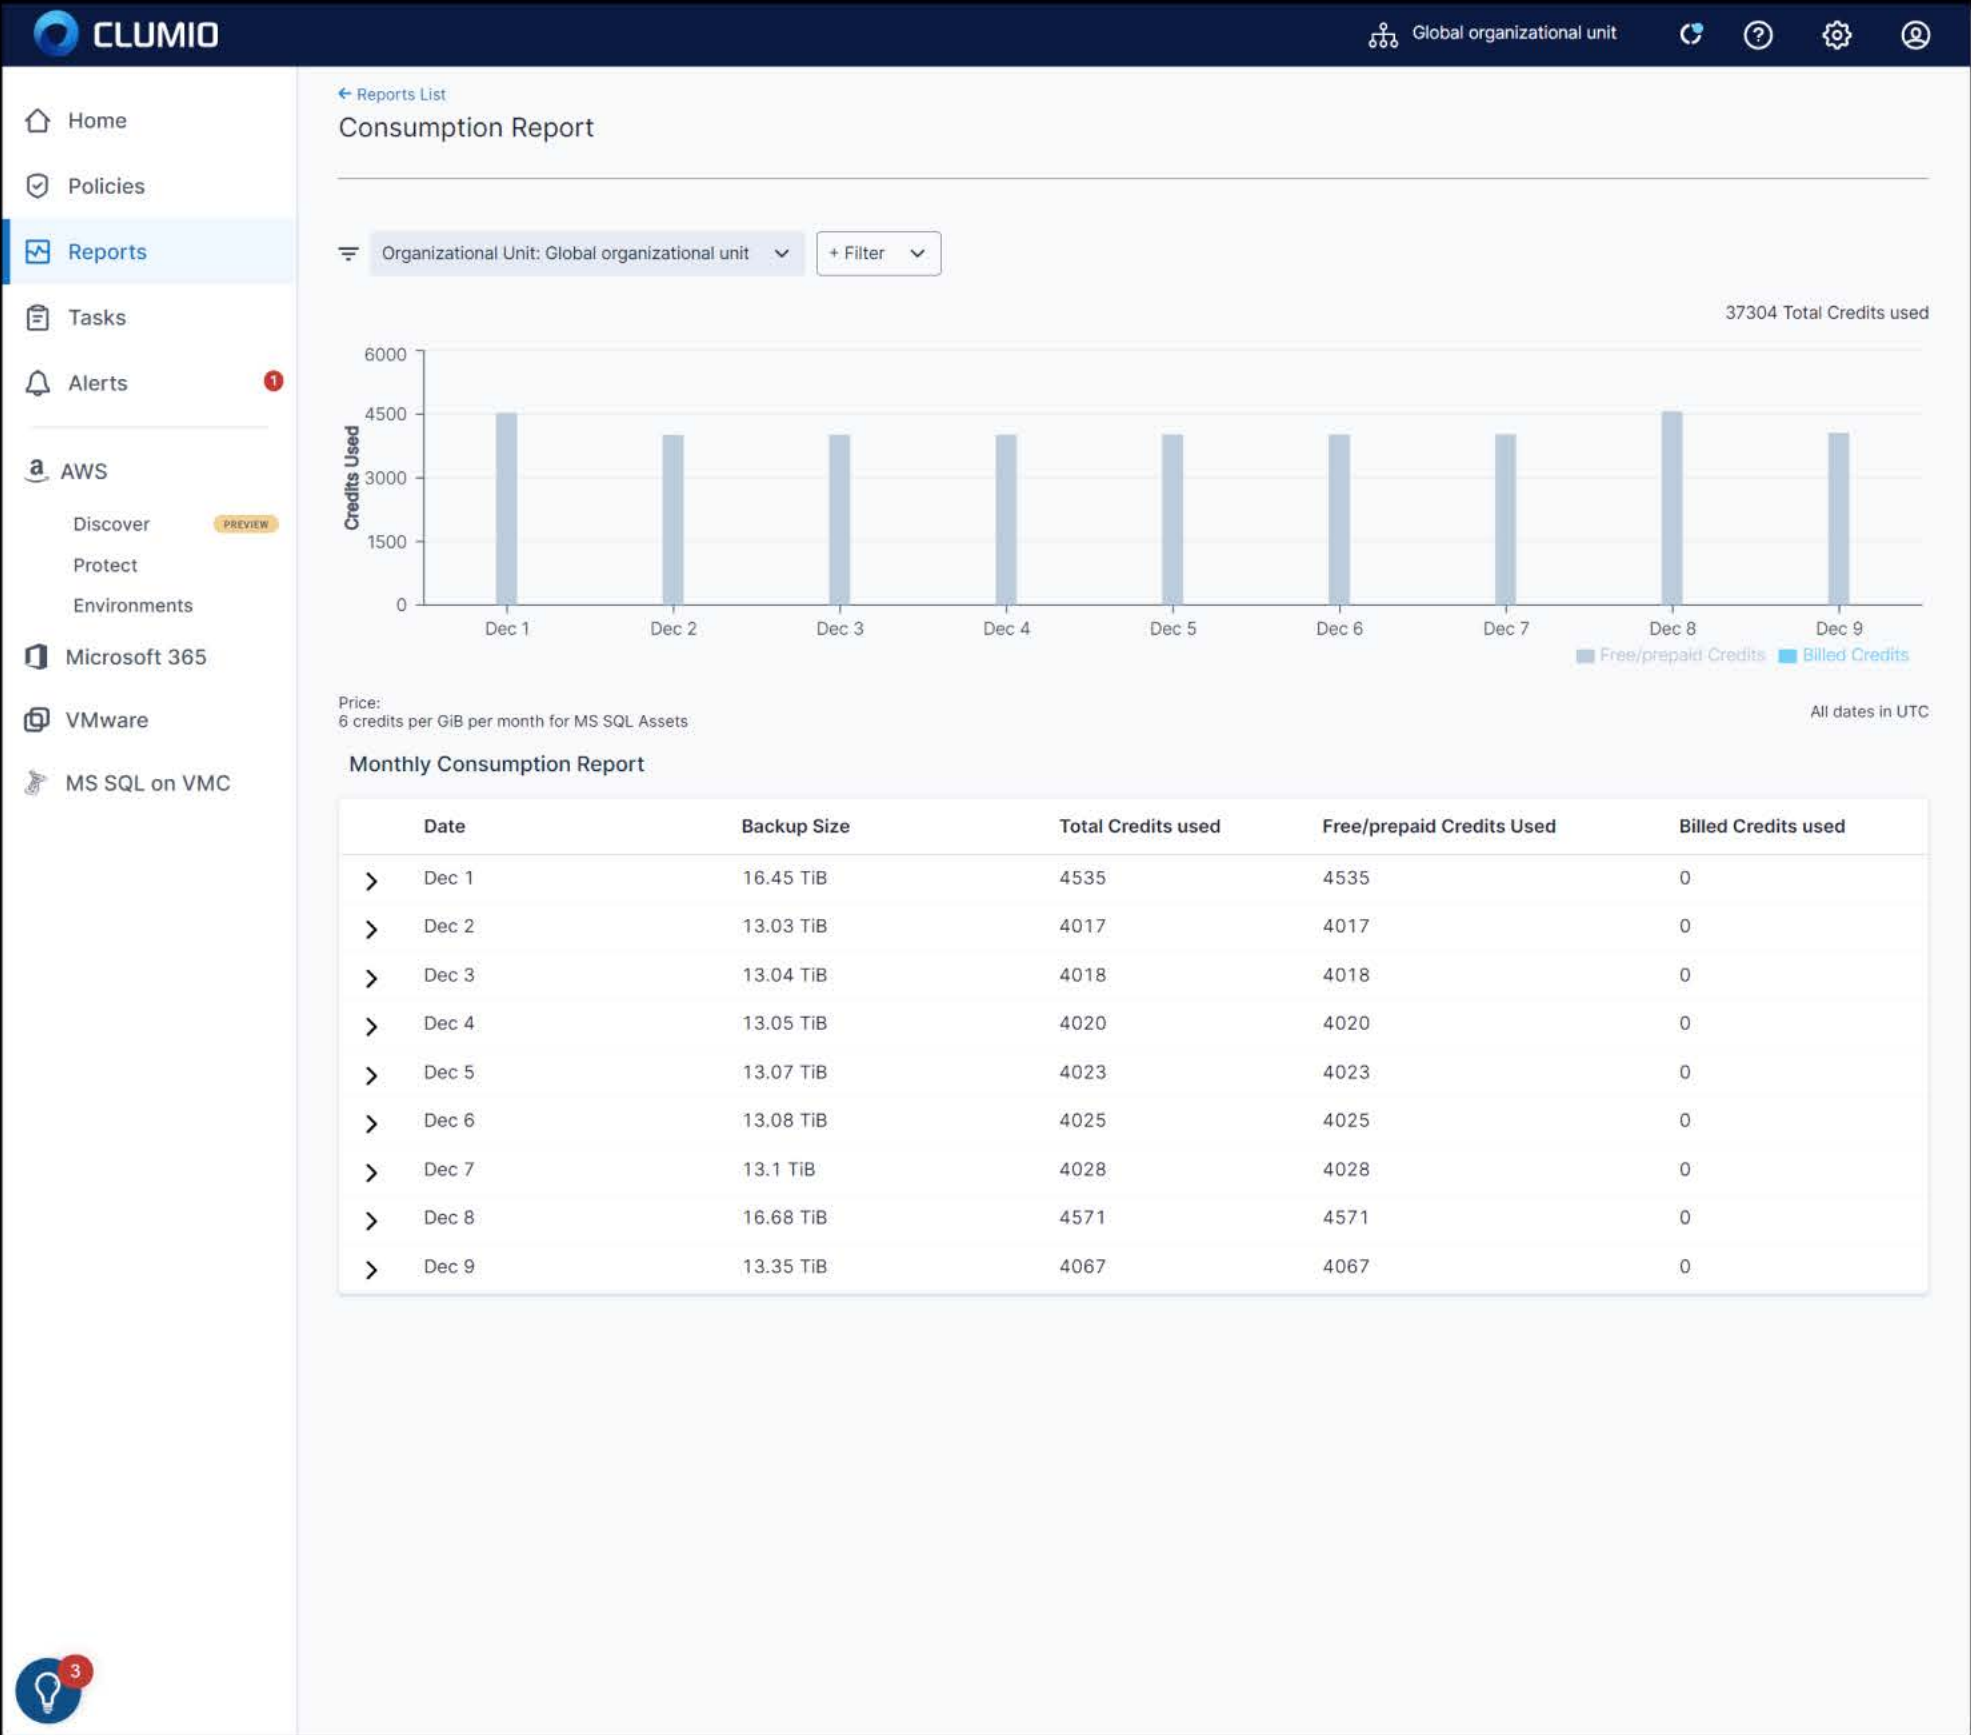 CLUMIO
Global organizational unit
Home
Policies
Reports
Tasks
Alerts
1
a AWS
Discover
PREVIEW
Protect
Environments
Microsoft 365
VMware
MS SQL on VMC
3
Reports List
Consumption Report
Organizational Unit: Global organizational unit
+ Filter
37304 Total Credits used
Credits Used
6000
4500
3000
1500
0
Dec 1 Dec 2 Dec 3 Dec 4 Dec 5 Dec 6 Dec 7 Dec 8 Dec 9
Free/prepaid Credits Billed Credits
Price:
6 credits per GiB per month for MS SQL Assets
All dates in UTC
Monthly Consumption Report
Date Backup Size Total Credits used Free/prepaid Credits Used Billed Credits used
Dec 1 16.45 TiB 4535 4535 0
Dec 2 13.03 TiB 4017 4017 0
Dec 3 13.04 TiB 4018 4018 0
Dec 4 13.05 TiB 4020 4020 0
Dec 5 13.07 TiB 4023 4023 0
Dec 6 13.08 TiB 4025 4025 0
Dec 7 13.1 TiB 4028 4028 0
Dec 8 16.68 TiB 4571 4571 0
Dec 9 13.35 TiB 4067 4067 0